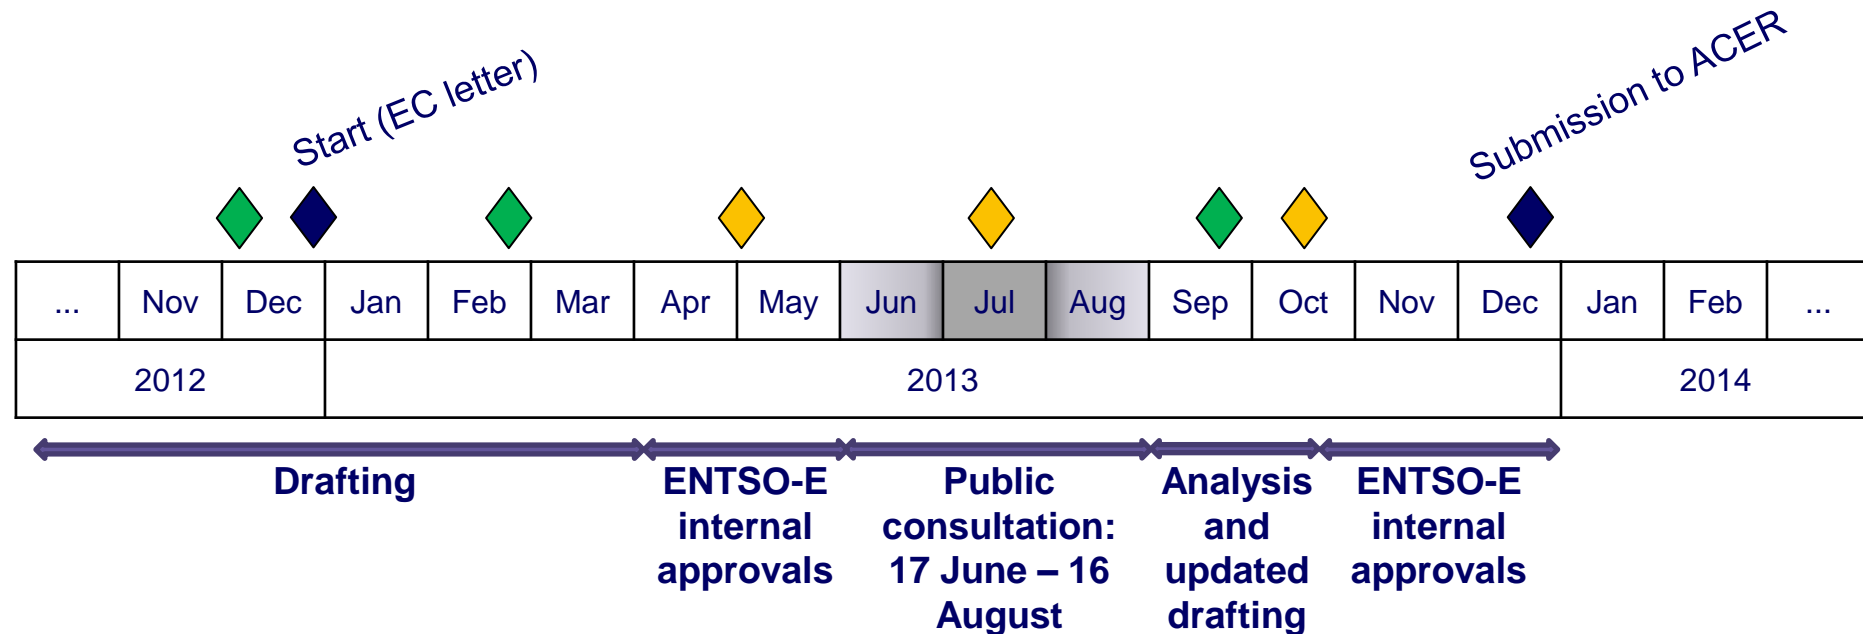 Start (EC letter)
Submission to ACER
... Nov Dec Jan Feb Mar Apr May Jun Jul Aug Sep Oct Nov Dec Jan Feb ...
2012 2013 2014
Drafting
ENTSO-E
internal
approvals
Public
consultation:
17 June – 16
August
Analysis
and
updated
drafting
ENTSO-E
internal
approvals